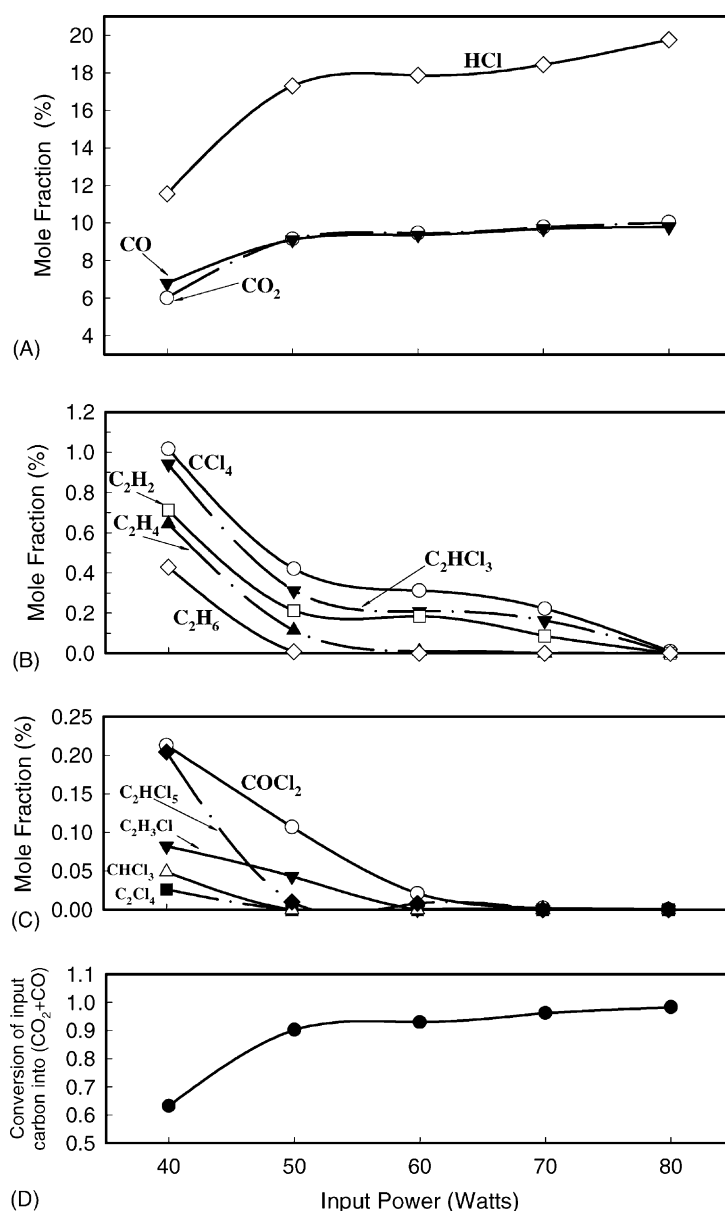 20
18
16
14
12
10
8
6
4
Mole Fraction (%)
HCl
CO
CO2
(A)
1.2
1.0
0.8
0.6
0.4
0.2
0.0
Mole Fraction (%)
CCl4
C2H2
C2H4
C2HCl3
C2H6
(B)
0.25
0.20
0.15
0.10
0.05
0.00
Mole Fraction (%)
COCl2
C2HCl5
C2H3Cl
CHCl3
C2Cl4
(C)
1.1
1.0
0.9
0.8
0.7
0.6
0.5
Conversion of input
carbon into (CO2+CO)
40 50 60 70 80
Input Power (Watts)
(D)